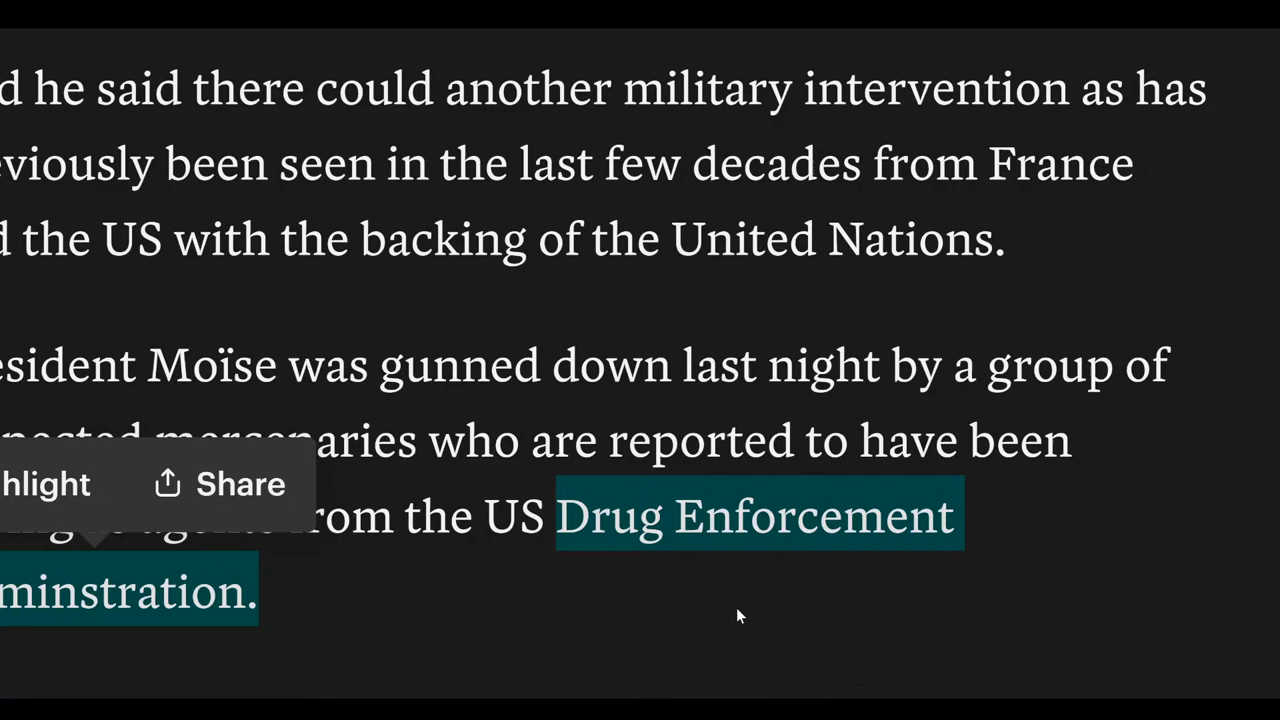 d he said there could another military intervention as has
eviously been seen in the last few decades from France
d the US with the backing of the United Nations.
esident Moïse was gunned down last night by a group of
who are reported to have been
hlight Share
from the US Drug Enforcement
minstration.